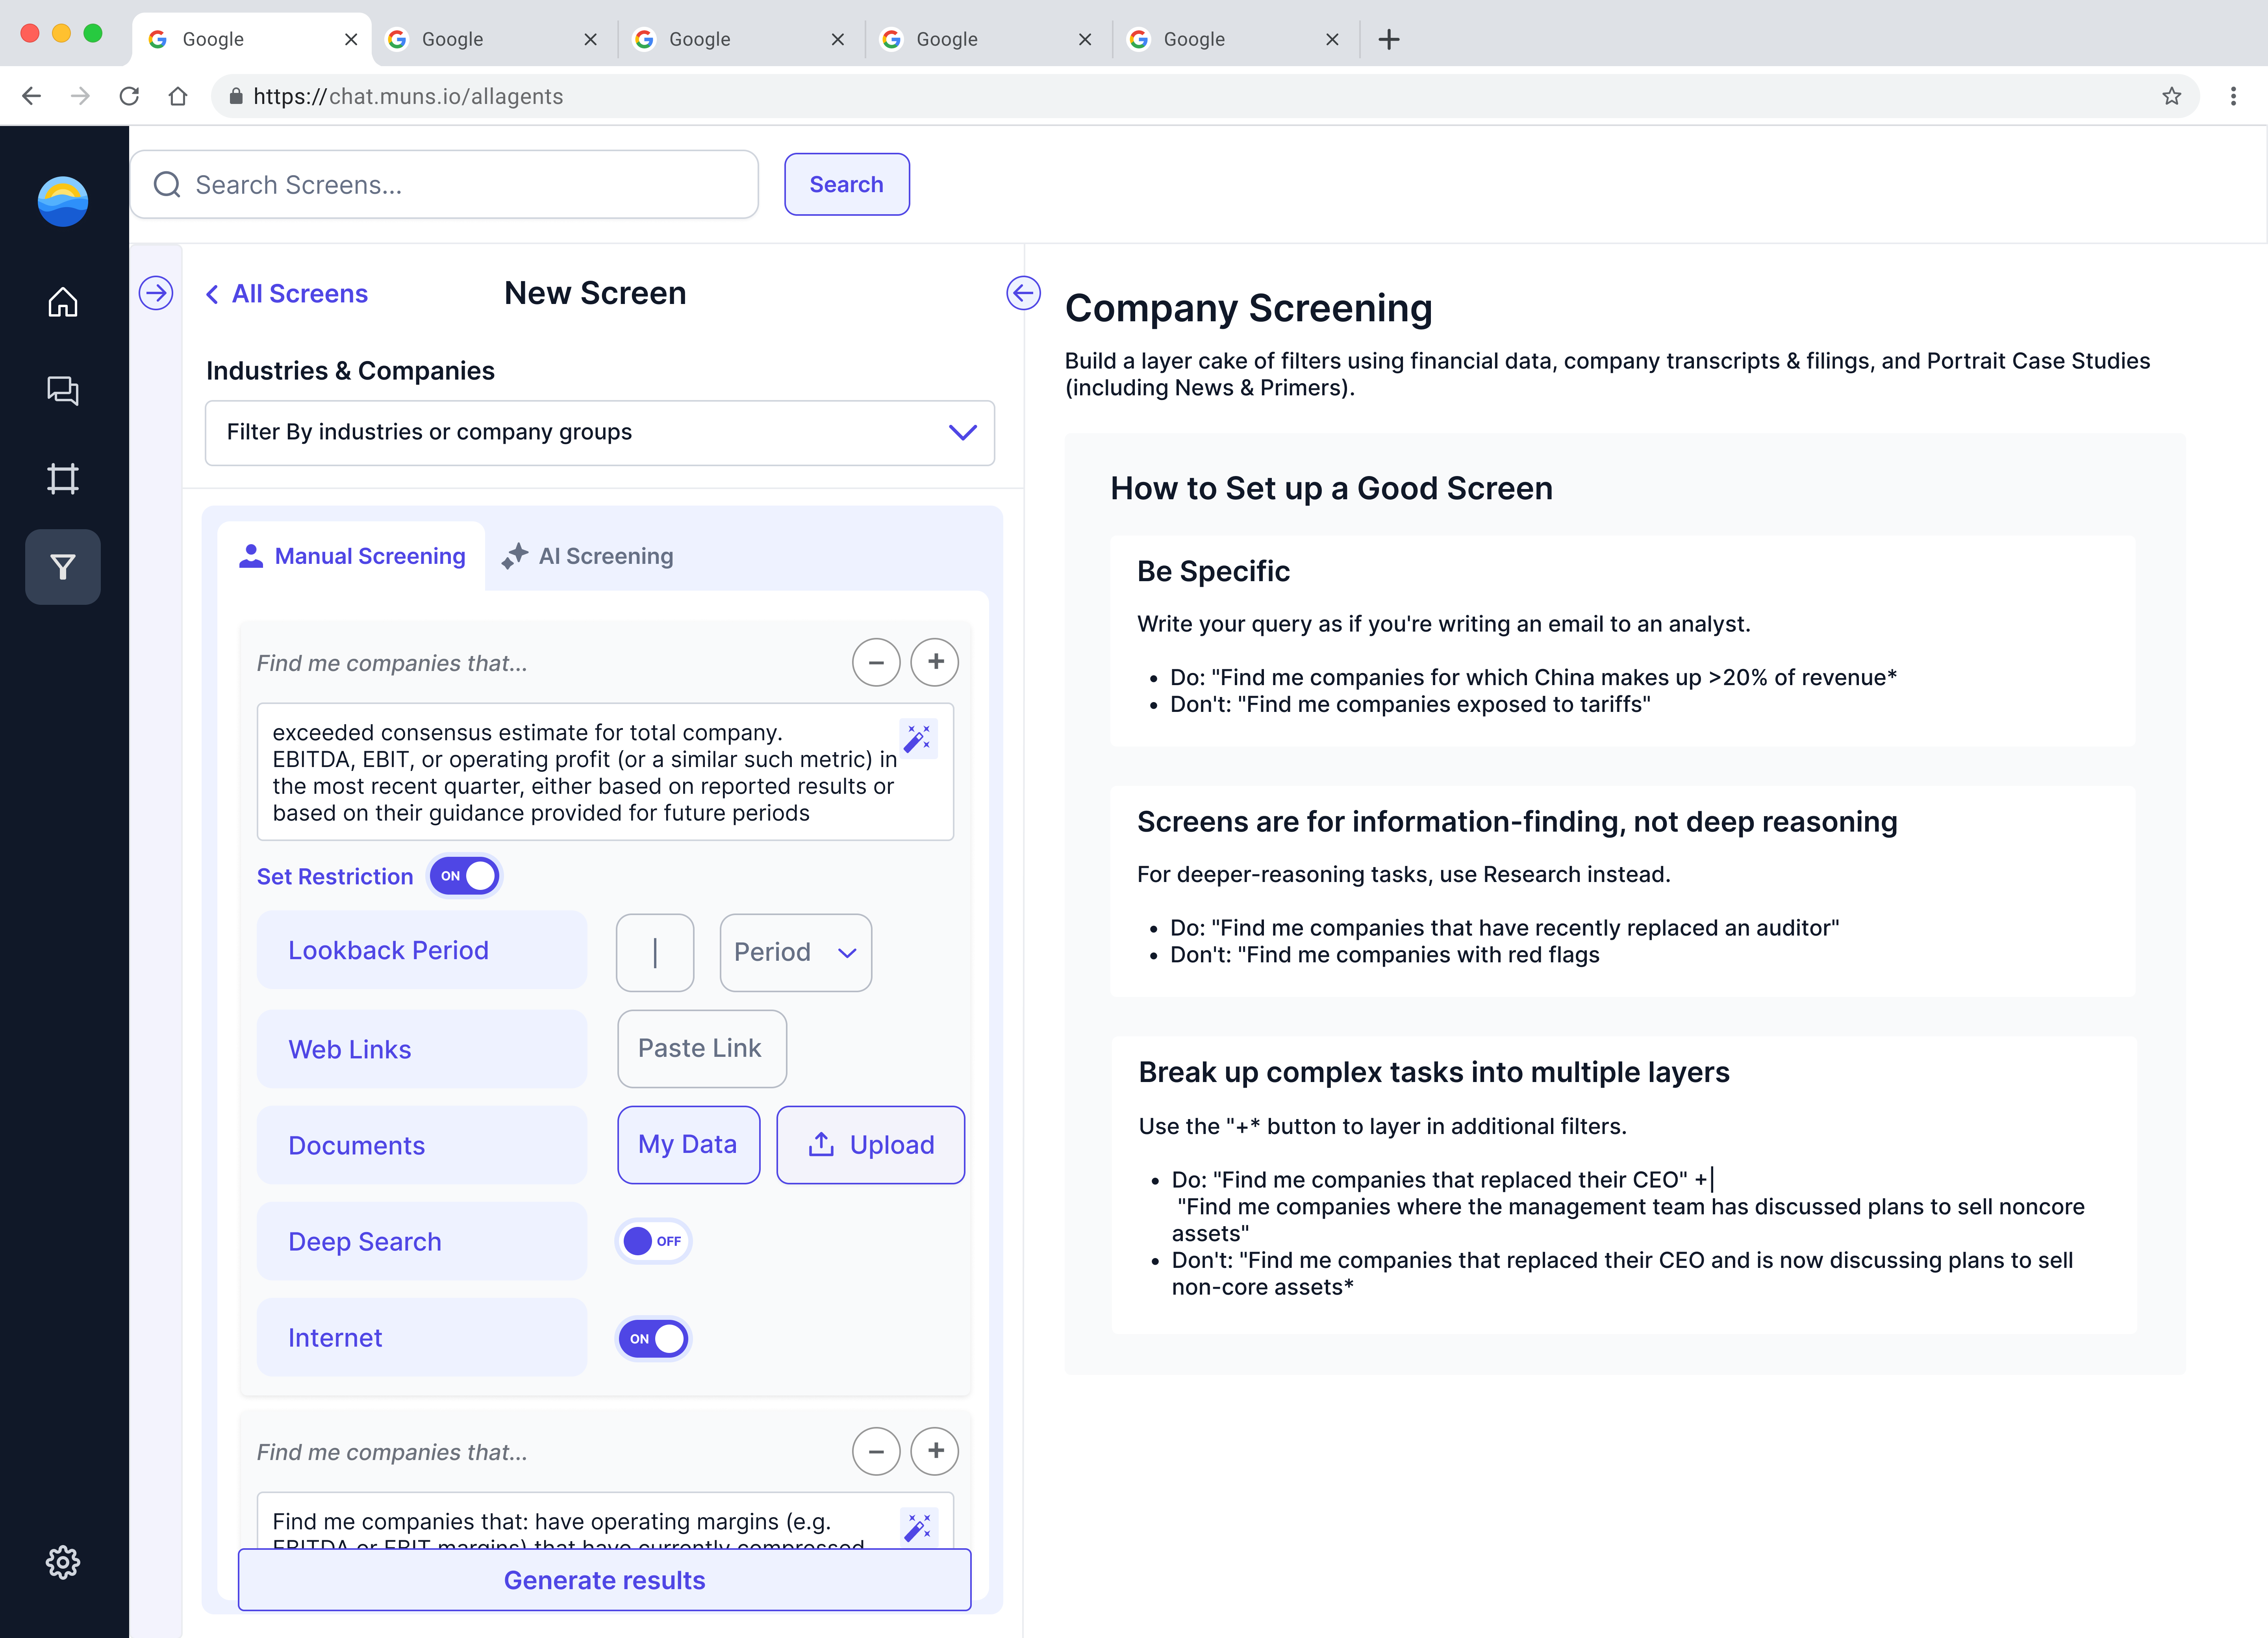 Google
Google
Google
Google
Google
https://chat.muns.io/allagents
Search Screens...
Search
All Screens
New Screen
Industries & Companies
Filter By industries or company groups
Manual Screening
AI Screening
Find me companies that...
exceeded consensus estimate for total company.
EBITDA, EBIT, or operating profit (or a similar such metric) in
the most recent quarter, either based on reported results or
based on their guidance provided for future periods
Set Restriction
ON
Lookback Period
Period
Web Links
Paste Link
Documents
My Data
Upload
Deep Search
OFF
Internet
ON
Find me companies that...
Find me companies that: have operating margins (e.g.
EBITDA or EBIT margins) that have currently compressed
Generate results
Company Screening
Build a layer cake of filters using financial data, company transcripts & filings, and Portrait Case Studies
(including News & Primers).
How to Set up a Good Screen
Be Specific
Write your query as if you're writing an email to an analyst.
• Do: "Find me companies for which China makes up >20% of revenue*
• Don't: "Find me companies exposed to tariffs"
Screens are for information-finding, not deep reasoning
For deeper-reasoning tasks, use Research instead.
• Do: "Find me companies that have recently replaced an auditor"
• Don't: "Find me companies with red flags
Break up complex tasks into multiple layers
Use the "+* button to layer in additional filters.
• Do: "Find me companies that replaced their CEO" +|
"Find me companies where the management team has discussed plans to sell noncore
assets"
• Don't: "Find me companies that replaced their CEO and is now discussing plans to sell
non-core assets*